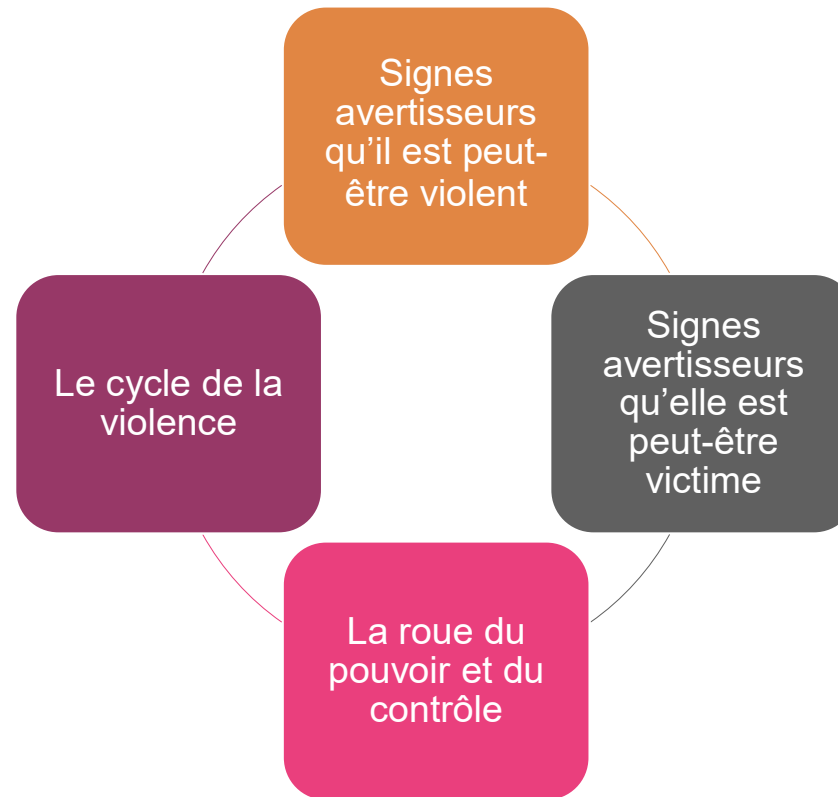 Signes
avertisseurs
qu’il est peut-
être violent
Signes
avertisseurs
qu’elle est
peut-être
victime
La roue du
pouvoir et du
contrôle
Le cycle de la
violence